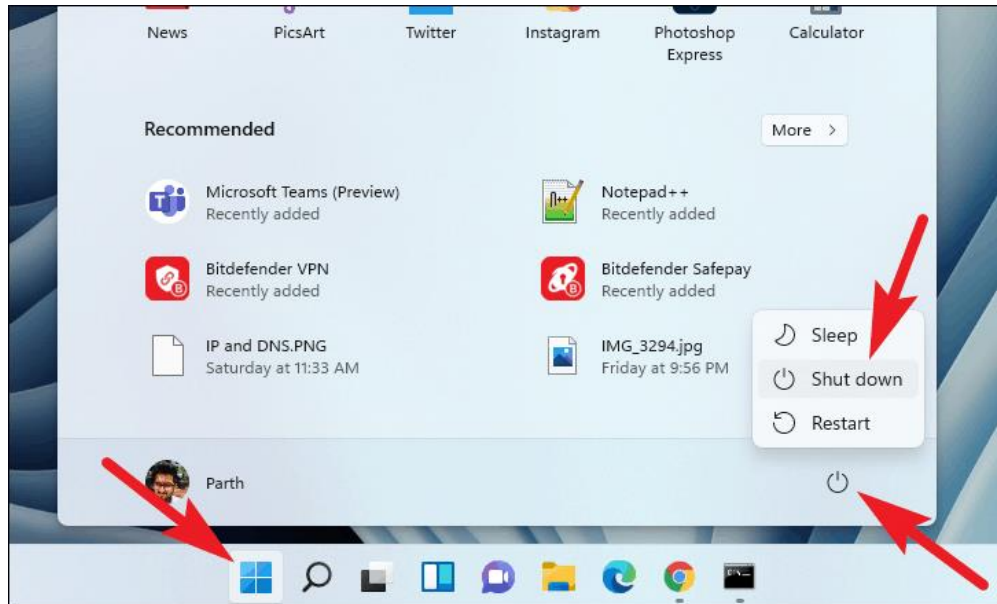 News
PicsArt
Twitter
Instagram
Photoshop
Express
Calculator
Recommended
More
Microsoft Teams (Preview)
Recently added
Notepad++
Recently added
Bitdefender VPN
Recently added
Bitdefender Safepay
Recently added
IP and DNS.PNG
Saturday at 11:33 AM
IMG_3294.jpg
Friday at 9:56 PM
Sleep
Shut down
Restart
Parth